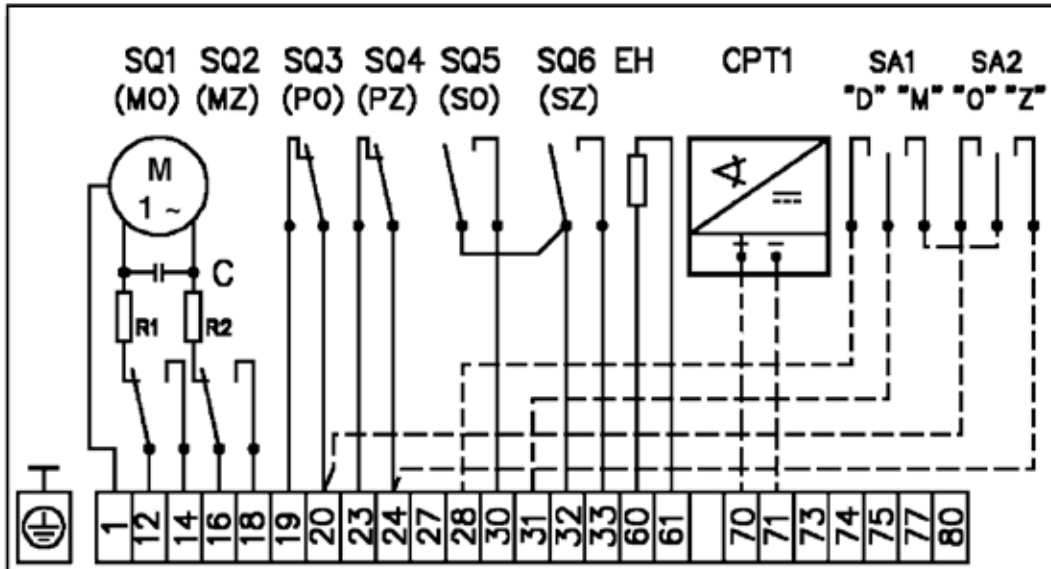 SQ1 SQ2 SQ3 SQ4 SQ5 SQ6 EH CPT1 SA1 SA2
(MO) (MZ) (PO) (PZ) (SO) (SZ) "D" "M" "O" "Z"
M
1 ~
C
R1 R2
+ −
1 12 14 16 18 19 20 23 24 27 28 30 31 32 33 60 61 70 71 73 74 75 77 80